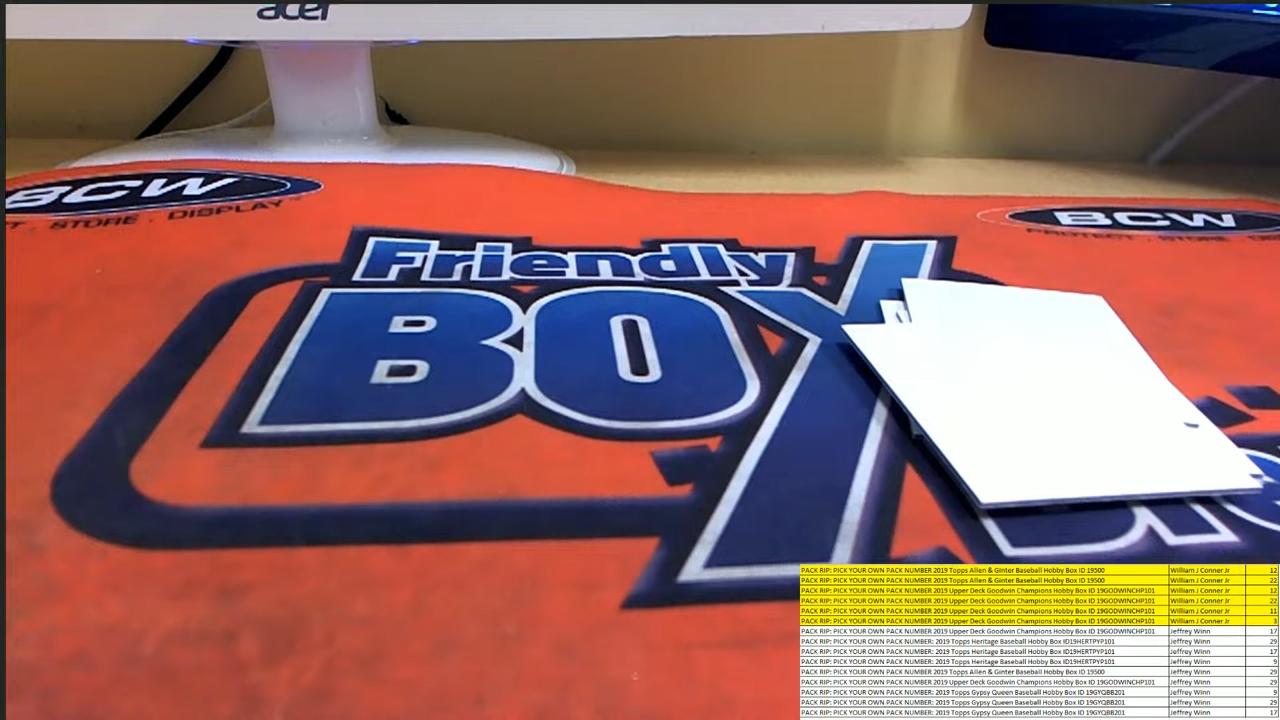 acer
BCW
T · STORE · DISPLAY
BCW
PROTECT · STORE
Friendly
BOX
PACK RIP: PICK YOUR OWN PACK NUMBER 2019 Topps Allen & Ginter Baseball Hobby Box ID 19500 William J Conner Jr 12
PACK RIP: PICK YOUR OWN PACK NUMBER 2019 Topps Allen & Ginter Baseball Hobby Box ID 19500 William J Conner Jr 22
PACK RIP: PICK YOUR OWN PACK NUMBER 2019 Upper Deck Goodwin Champions Hobby Box ID 19GODWINCHP101 William J Conner Jr 12
PACK RIP: PICK YOUR OWN PACK NUMBER 2019 Upper Deck Goodwin Champions Hobby Box ID 19GODWINCHP101 William J Conner Jr 22
PACK RIP: PICK YOUR OWN PACK NUMBER 2019 Upper Deck Goodwin Champions Hobby Box ID 19GODWINCHP101 William J Conner Jr 11
PACK RIP: PICK YOUR OWN PACK NUMBER 2019 Upper Deck Goodwin Champions Hobby Box ID 19GODWINCHP101 William J Conner Jr 3
PACK RIP: PICK YOUR OWN PACK NUMBER 2019 Upper Deck Goodwin Champions Hobby Box ID 19GODWINCHP101 Jeffrey Winn 17
PACK RIP: PICK YOUR OWN PACK NUMBER: 2019 Topps Heritage Baseball Hobby Box ID19HERTPYP101 Jeffrey Winn 29
PACK RIP: PICK YOUR OWN PACK NUMBER: 2019 Topps Heritage Baseball Hobby Box ID19HERTPYP101 Jeffrey Winn 17
PACK RIP: PICK YOUR OWN PACK NUMBER: 2019 Topps Heritage Baseball Hobby Box ID19HERTPYP101 Jeffrey Winn 9
PACK RIP: PICK YOUR OWN PACK NUMBER 2019 Topps Allen & Ginter Baseball Hobby Box ID 19500 Jeffrey Winn 29
PACK RIP: PICK YOUR OWN PACK NUMBER 2019 Upper Deck Goodwin Champions Hobby Box ID 19GODWINCHP101 Jeffrey Winn 29
PACK RIP: PICK YOUR OWN PACK NUMBER: 2019 Topps Gypsy Queen Baseball Hobby Box ID 19GYQBB201 Jeffrey Winn 9
PACK RIP: PICK YOUR OWN PACK NUMBER: 2019 Topps Gypsy Queen Baseball Hobby Box ID 19GYQBB201 Jeffrey Winn 29
PACK RIP: PICK YOUR OWN PACK NUMBER: 2019 Topps Gypsy Queen Baseball Hobby Box ID 19GYQBB201 Jeffrey Winn 17